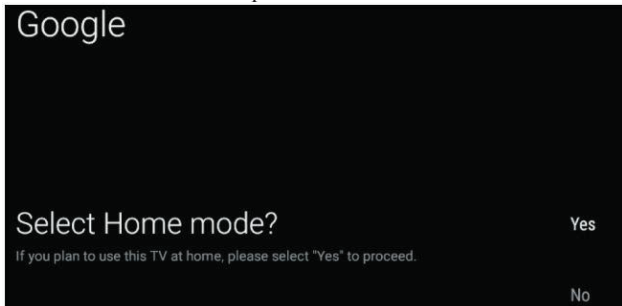 Google
Select Home mode?
Yes
If you plan to use this TV at home, please select "Yes" to proceed.
No